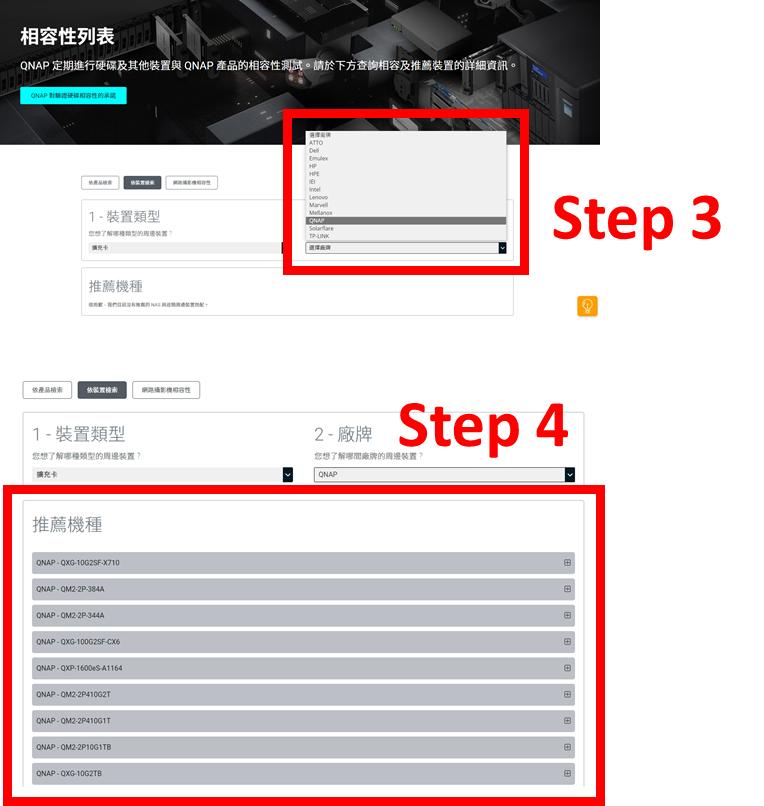 相容性列表
QNAP 定期進行硬碟及其他裝置與 QNAP 產品的相容性測試。請於下方查詢相容及推薦裝置的詳細資訊。
QNAP 對驗證硬碟相容性的承諾
選擇廠牌
ATTO
Dell
Emulex
HP
HPE
IEI
Intel
Lenovo
Marvell
Mellanox
QNAP
Solarflare
TP-LINK
選擇廠牌
Step 3
依產品檢索
依裝置檢索
網路攝影機相容性
1 - 裝置類型
您想了解哪種類型的周邊裝置？
擴充卡
推薦機種
很抱歉，我們目前沒有推薦的 NAS 與這類周邊裝置搭配。
依產品檢索
依裝置檢索
網路攝影機相容性
1 - 裝置類型
您想了解哪種類型的周邊裝置？
擴充卡
2 - 廠牌
您想了解哪間廠牌的周邊裝置？
QNAP
Step 4
推薦機種
QNAP - QXG-10G2SF-X710
QNAP - QM2-2P-384A
QNAP - QM2-2P-344A
QNAP - QXG-100G2SF-CX6
QNAP - QXP-1600eS-A1164
QNAP - QM2-2P410G2T
QNAP - QM2-2P410G1T
QNAP - QM2-2P10G1TB
QNAP - QXG-10G2TB